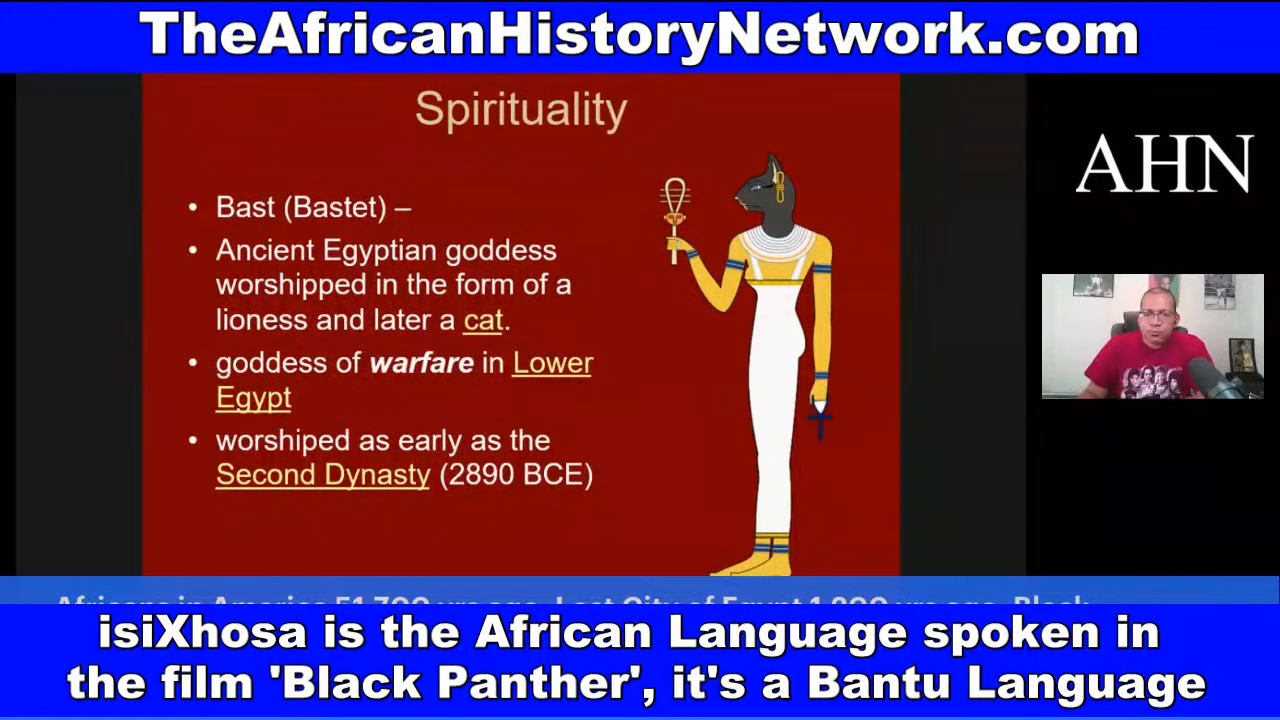 TheAfricanHistoryNetwork.com
Spirituality
AHN
• Bast (Bastet) –
• Ancient Egyptian goddess
worshipped in the form of a
lioness and later a cat.
• goddess of warfare in Lower
Egypt
• worshiped as early as the
Second Dynasty (2890 BCE)
isiXhosa is the African Language spoken in
the film 'Black Panther', it's a Bantu Language